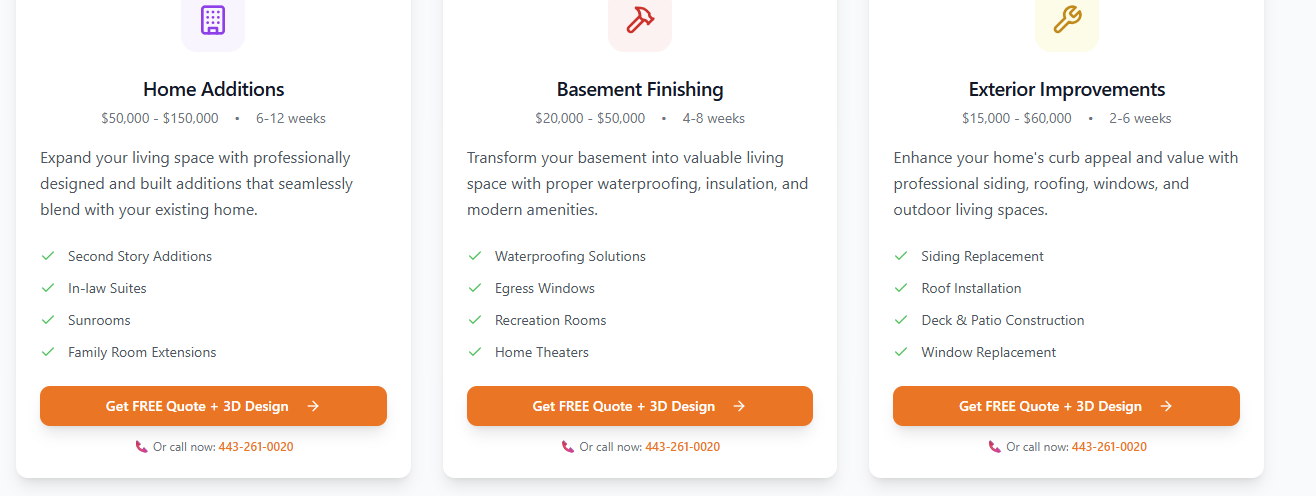 Home Additions
$50,000 - $150,000 • 6-12 weeks
Expand your living space with professionally
designed and built additions that seamlessly
blend with your existing home.
Second Story Additions
In-law Suites
Sunrooms
Family Room Extensions
Get FREE Quote + 3D Design →
Or call now: 443-261-0020
Basement Finishing
$20,000 - $50,000 • 4-8 weeks
Transform your basement into valuable living
space with proper waterproofing, insulation, and
modern amenities.
Waterproofing Solutions
Egress Windows
Recreation Rooms
Home Theaters
Get FREE Quote + 3D Design →
Or call now: 443-261-0020
Exterior Improvements
$15,000 - $60,000 • 2-6 weeks
Enhance your home's curb appeal and value with
professional siding, roofing, windows, and
outdoor living spaces.
Siding Replacement
Roof Installation
Deck & Patio Construction
Window Replacement
Get FREE Quote + 3D Design →
Or call now: 443-261-0020